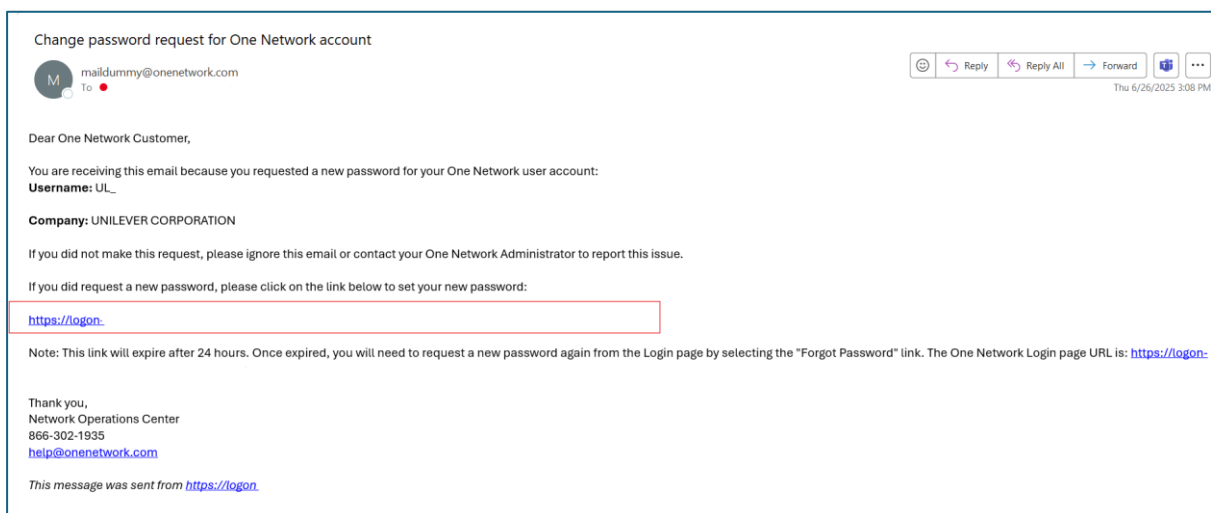 Change password request for One Network account
M
maildummy@onenetwork.com
To
Reply
Reply All
Forward
Thu 6/26/2025 3:08 PM
Dear One Network Customer,
You are receiving this email because you requested a new password for your One Network user account:
Username: UL_
Company: UNILEVER CORPORATION
If you did not make this request, please ignore this email or contact your One Network Administrator to report this issue.
If you did request a new password, please click on the link below to set your new password:
https://logon-
Note: This link will expire after 24 hours. Once expired, you will need to request a new password again from the Login page by selecting the "Forgot Password" link. The One Network Login page URL is: https://logon-
Thank you,
Network Operations Center
866-302-1935
help@onenetwork.com
This message was sent from https://logon